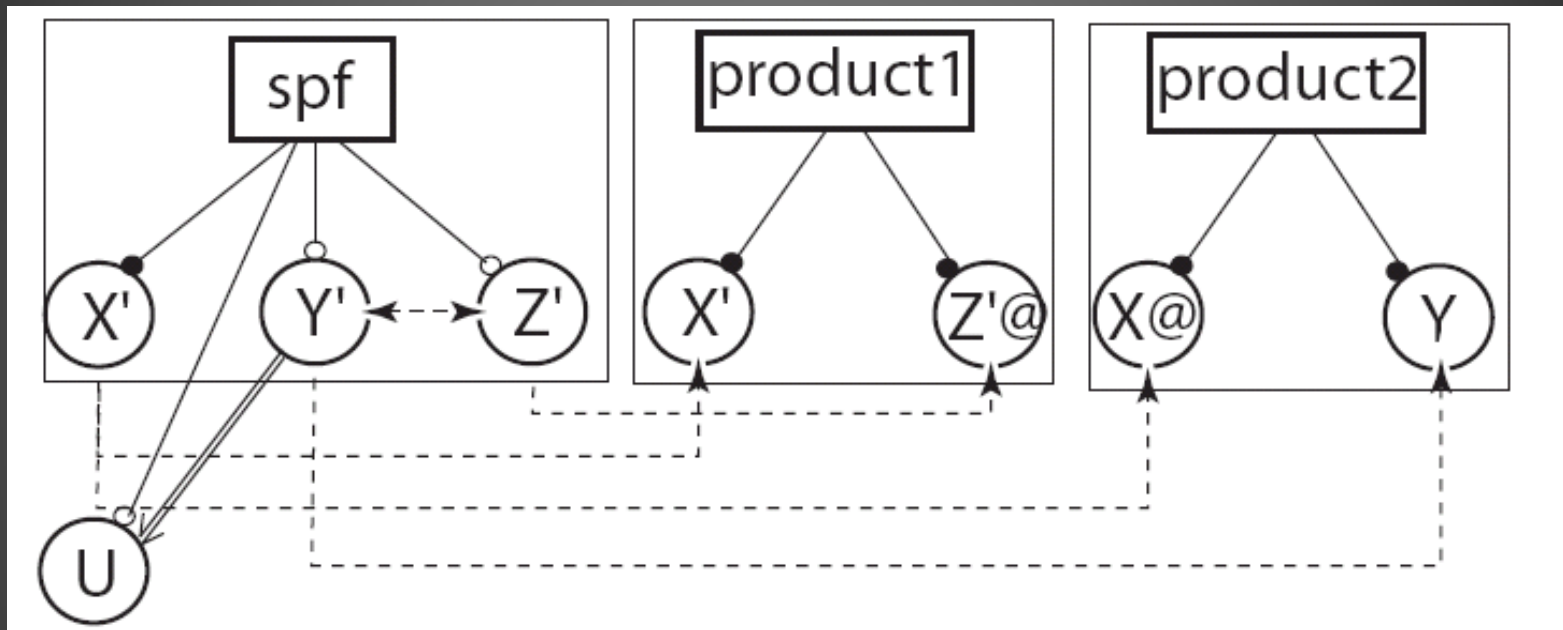 spf
product1
product2
X'
Y'
Z'
X'
Z'@
X@
Y
U